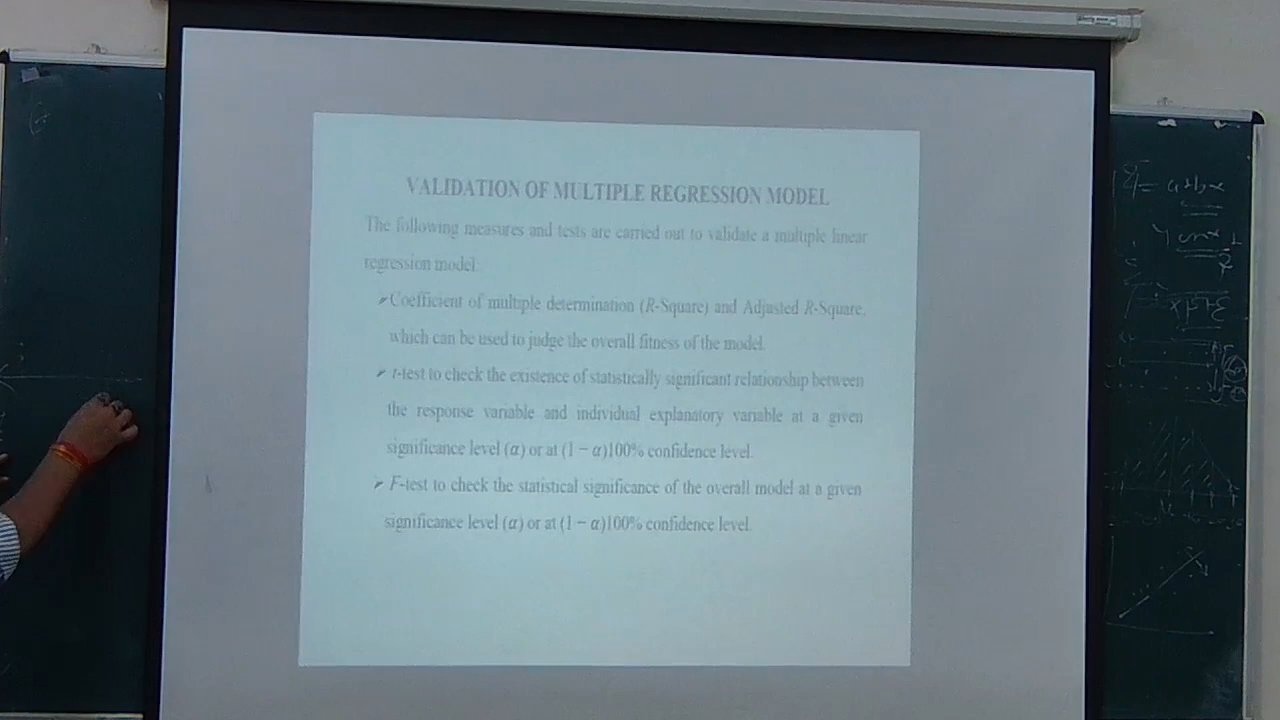 VALIDATION OF MULTIPLE REGRESSION MODEL
The following measures and tests are carried out to validate a multiple linear
regression model:
➢Coefficient of multiple determination (R-Square) and Adjusted R-Square,
which can be used to judge the overall fitness of the model.
➢ t-test to check the existence of statistically significant relationship between
the response variable and individual explanatory variable at a given
significance level (α) or at (1 − α)100% confidence level.
➢ F-test to check the statistical significance of the overall model at a given
significance level (α) or at (1 − α)100% confidence level.